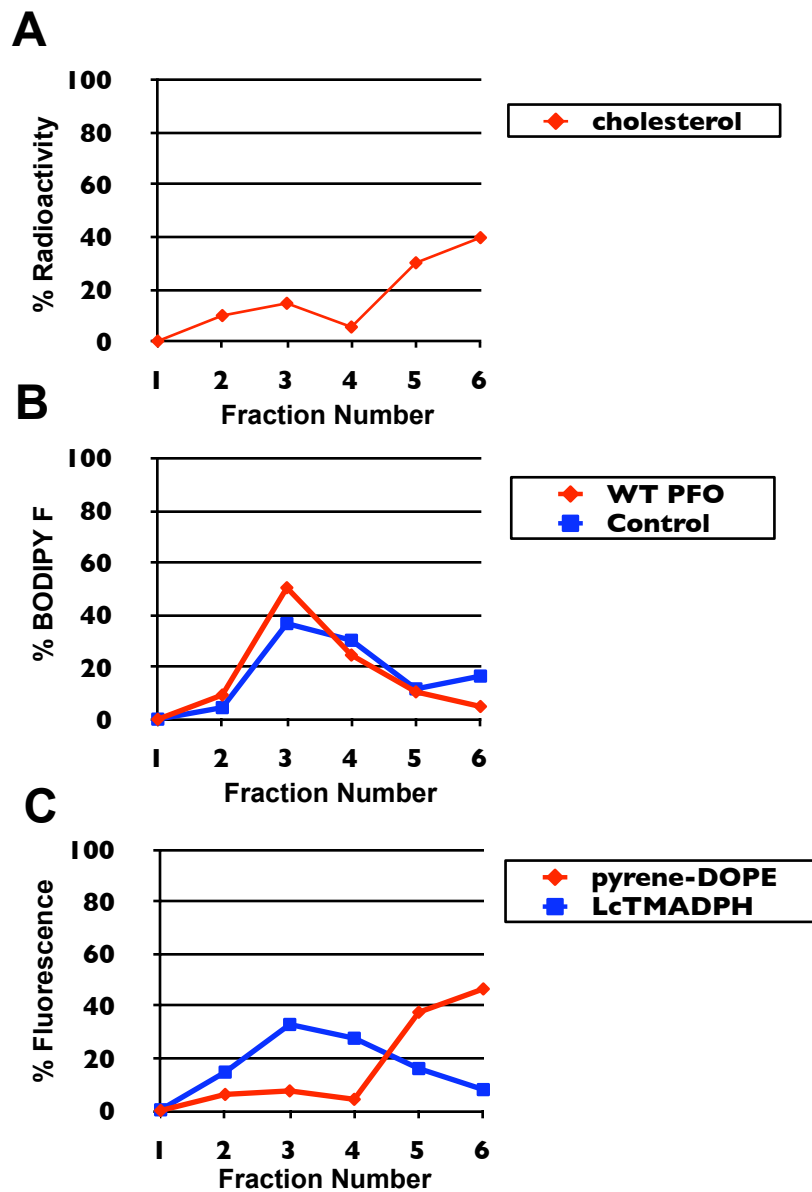 A
% Radioactivity
100
80
60
40
20
0
1 2 3 4 5 6
Fraction Number
cholesterol
B
% BODIPY F
100
80
60
40
20
0
1 2 3 4 5 6
Fraction Number
WT PFO
Control
C
% Fluorescence
100
80
60
40
20
0
1 2 3 4 5 6
Fraction Number
pyrene-DOPE
LcTMADPH